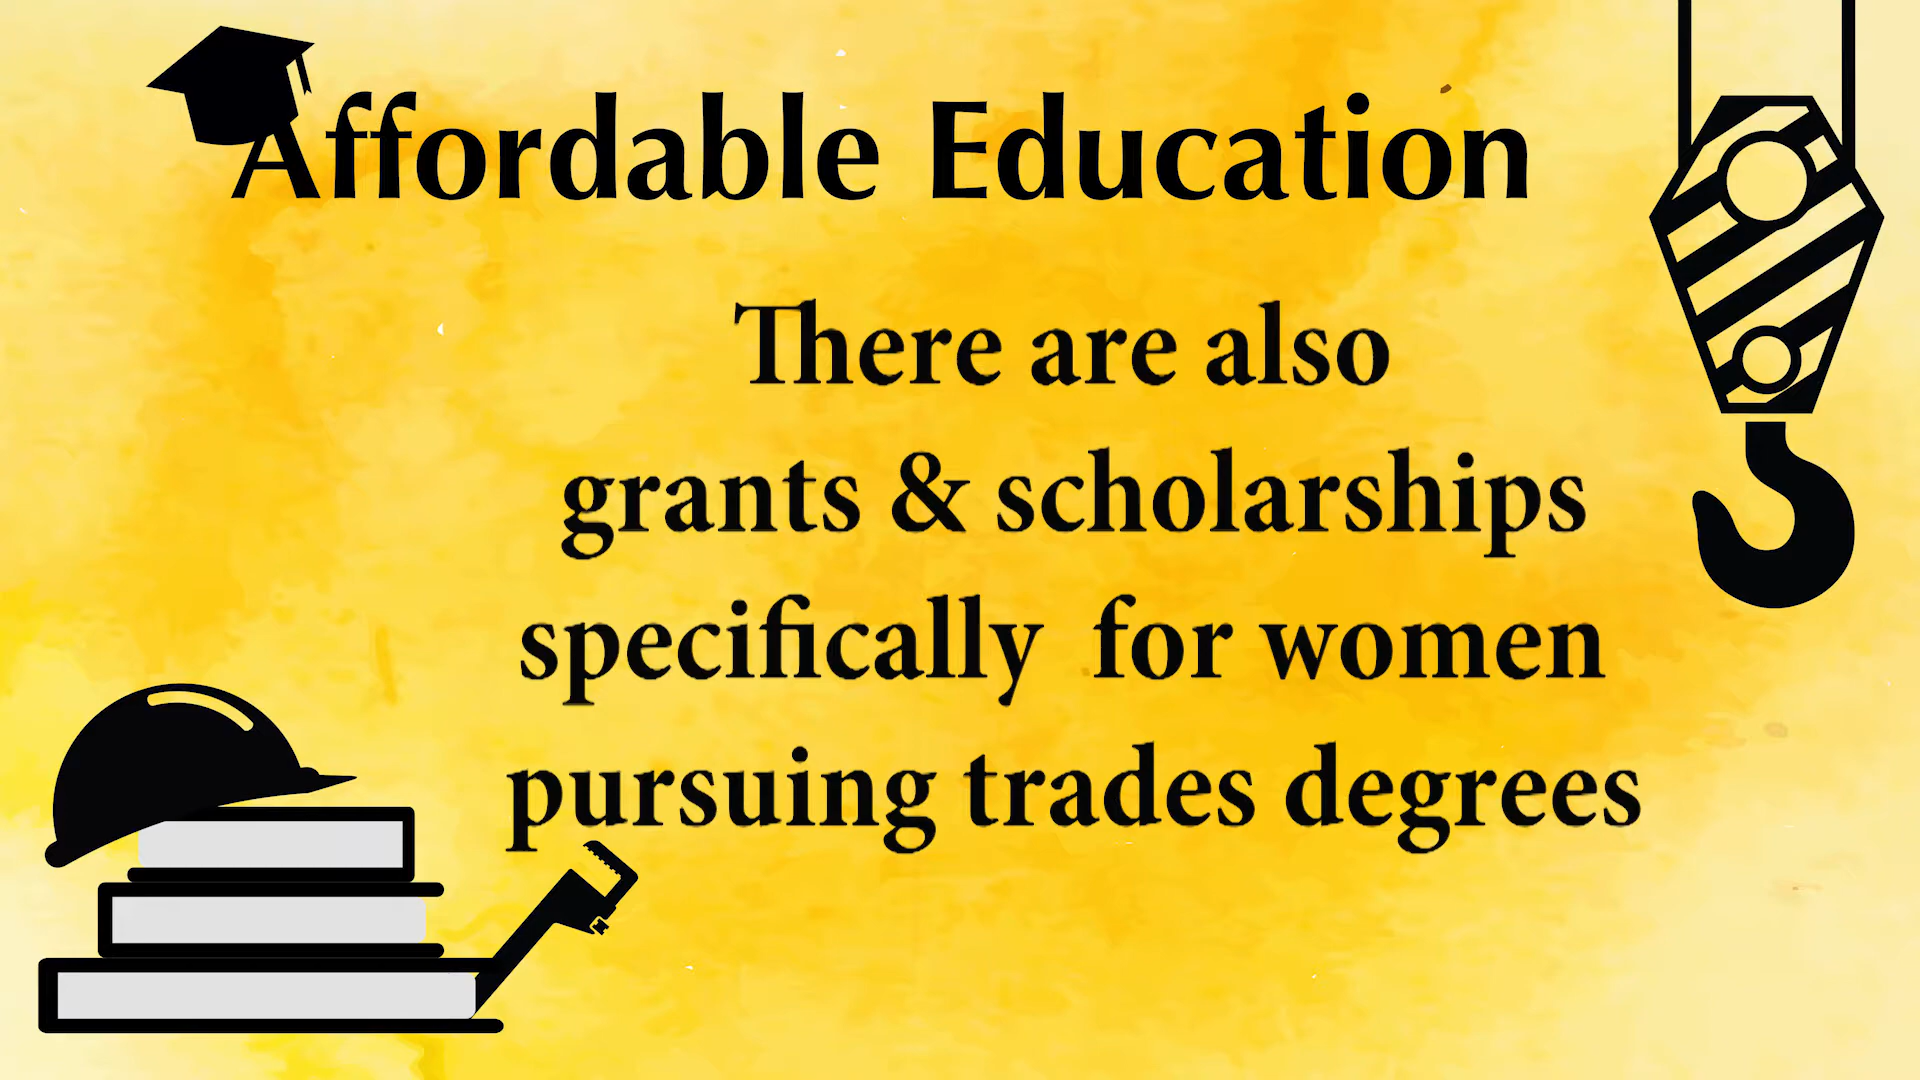 Affordable Education
There are also
grants & scholarships
specifically for women
pursuing trades degrees